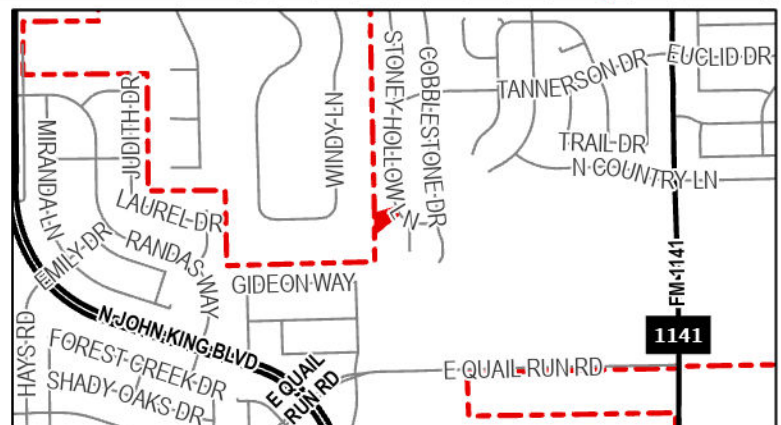 EUCLID DR
TANNERSON DR
STONEY HOLLOW LN
COBBLESTONE DR
WINDY LN
JUDITH DR
MIRANDA LN
TRAIL DR
N COUNTRY LN
LAUREL DR
EMILY DR
RANDAS WAY
GIDEON WAY
FM-1141
N JOHN KING BLVD
HAYS RD
1141
FOREST CREEK DR
E QUAIL
RUN RD
E QUAIL RUN RD
SHADY OAKS DR